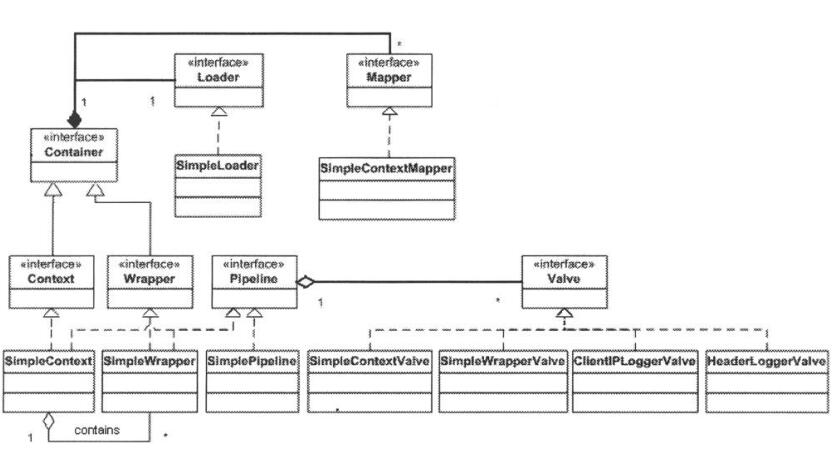 *
«interface»
Loader
«interface»
Mapper
1
1
«interface»
Container
SimpleLoader
SimpleContextMapper
«interface»
Context
«interface»
Wrapper
«interface»
Pipeline
«interface»
Valve
1
*
SimpleContext
SimpleWrapper
SimplePipeline
SimpleContextValve
SimpleWrapperValve
ClientIPLoggerValve
HeaderLoggerValve
1
contains
*